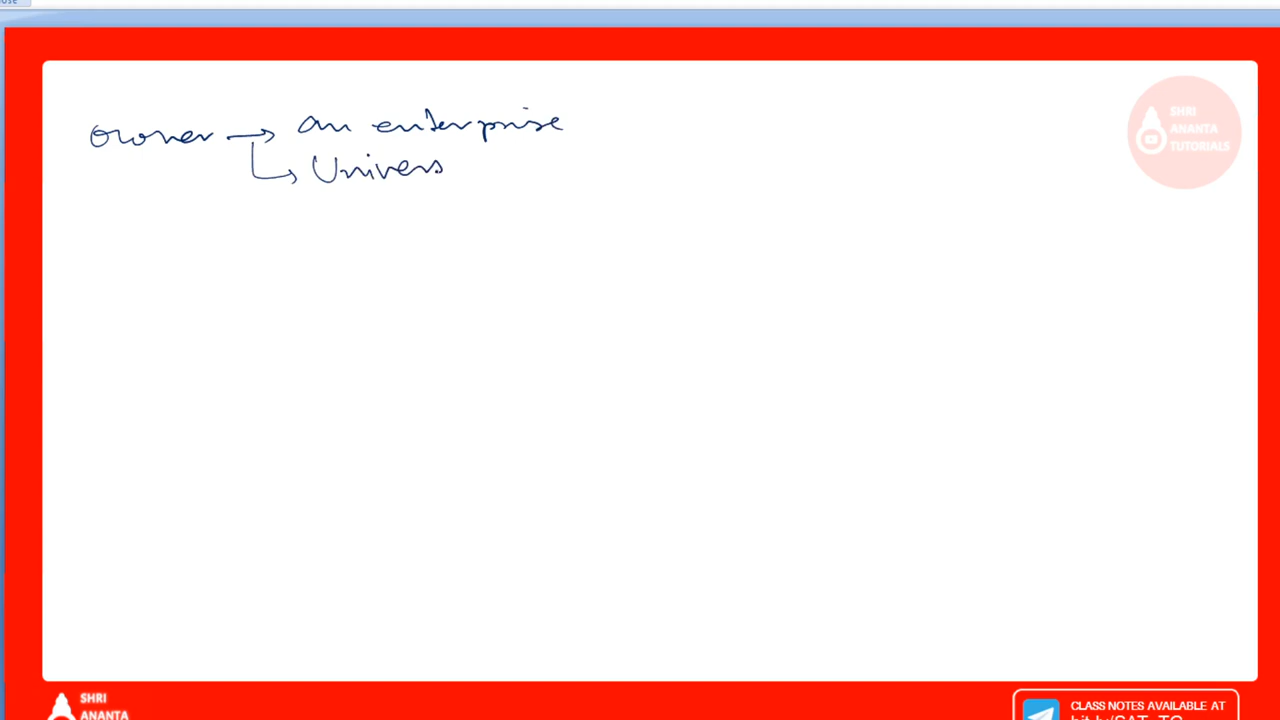 owner → an enterprise
↳ Univers
SHRI
ANANTA
TUTORIALS
SHRI
ANANTA
CLASS NOTES AVAILABLE AT